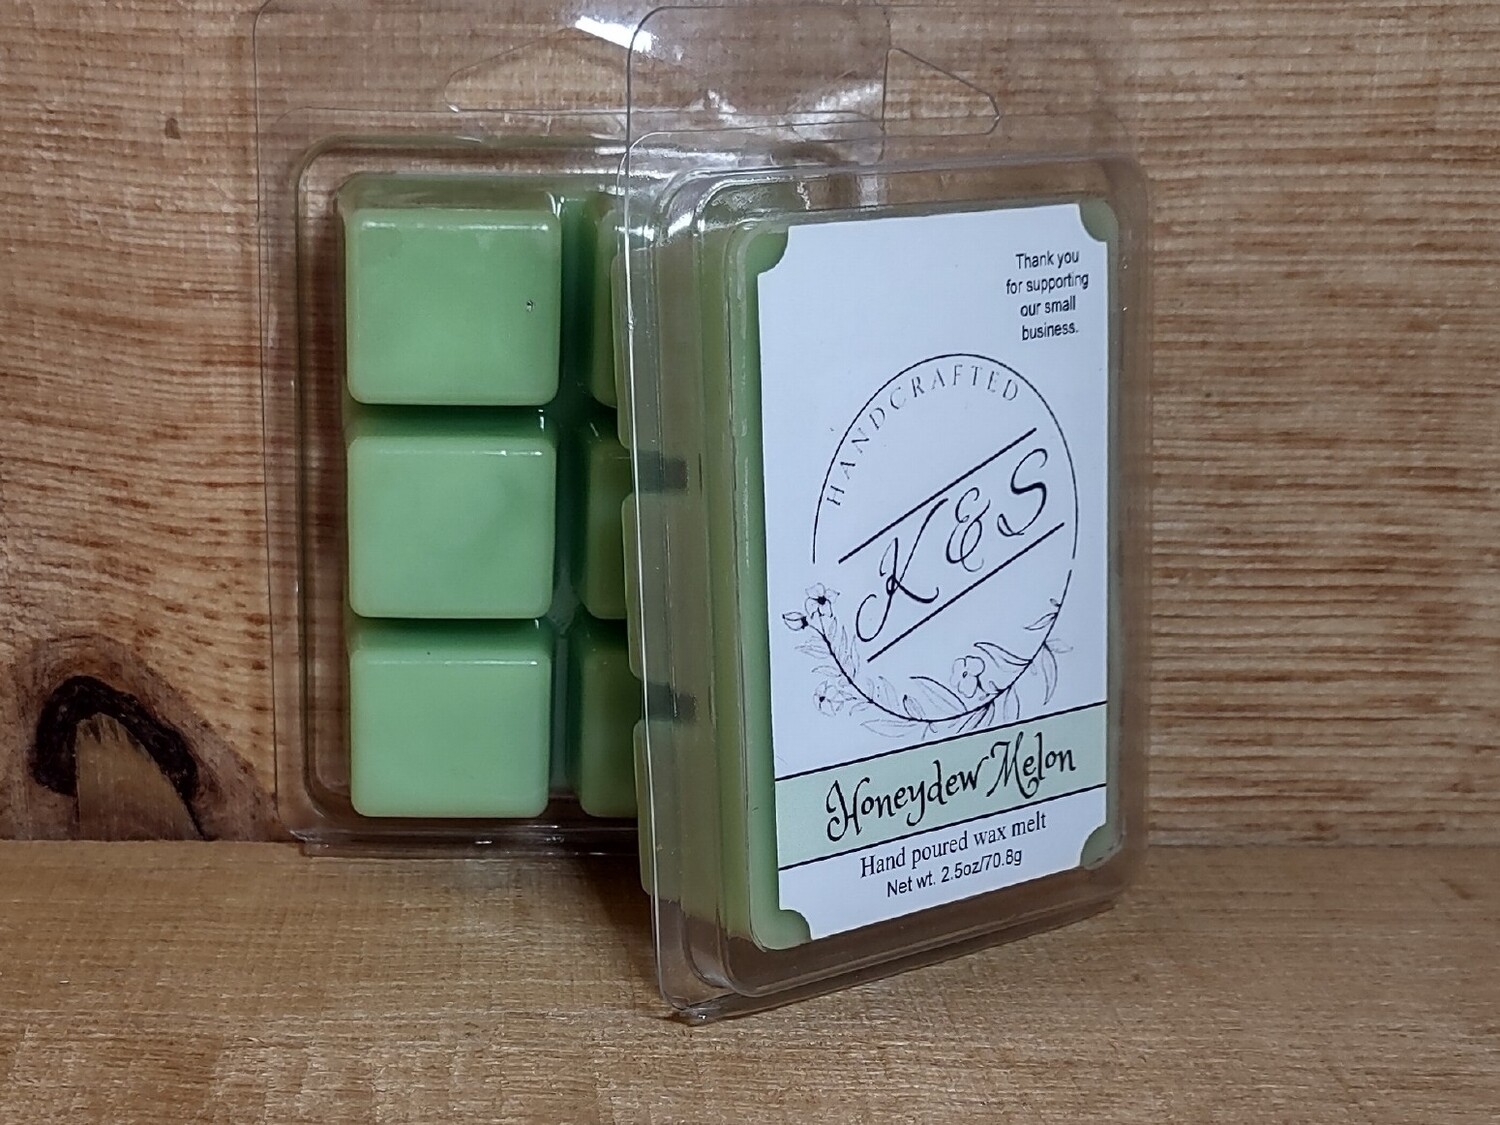 Thank you
for supporting
our small
business.
HANDCRAFTED
K & S
Honeydew Melon
Hand poured wax melt
Net wt. 2.5oz/70.8g